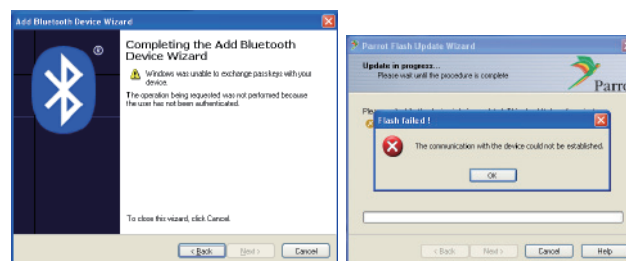 Add Bluetooth Device Wizard
®
Completing the Add Bluetooth
Device Wizard
Windows was unable to exchange passkeys with your
device.
The operation being requested was not performed because
the user has not been authenticated.
To close this wizard, click Cancel.
< Back
Next >
Cancel
Parrot Flash Update Wizard
Update in progress...
Please wait until the procedure is complete
Parro
Flash failed !
The communication with the device could not be established.
OK
< Back
Next >
Cancel
Help